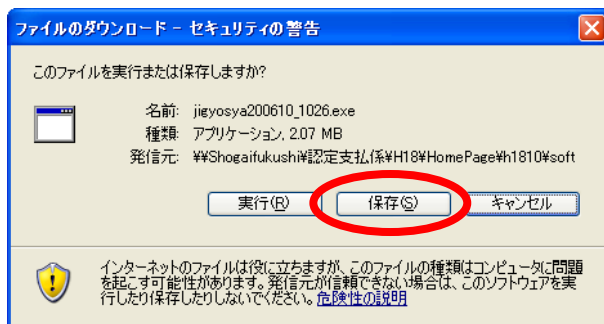 ファイルのダウンロード - セキュリティの警告
このファイルを実行または保存しますか?
名前: jigyosya200610_1026.exe
種類: アプリケーション, 2.07 MB
発信元: ¥¥Shogaifukushi¥認定支払係¥H18¥HomePage¥h1810¥soft
実行(R) 保存(S) キャンセル
インターネットのファイルは役に立ちますが、このファイルの種類はコンピュータに問題
を起こす可能性があります。発信元が信頼できない場合は、このソフトウェアを実
行したり保存したりしないでください。危険性の説明